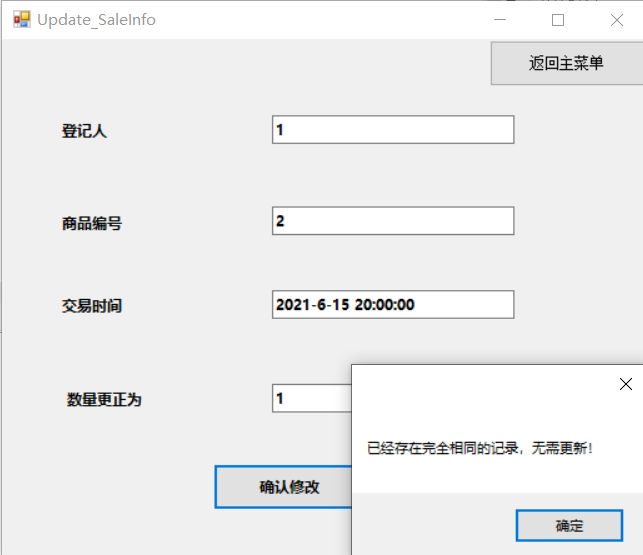 Update_SaleInfo
返回主菜单
登记人 1
商品编号 2
交易时间 2021-6-15 20:00:00
数量更正为 1
已经存在完全相同的记录，无需更新！
确认修改
确定